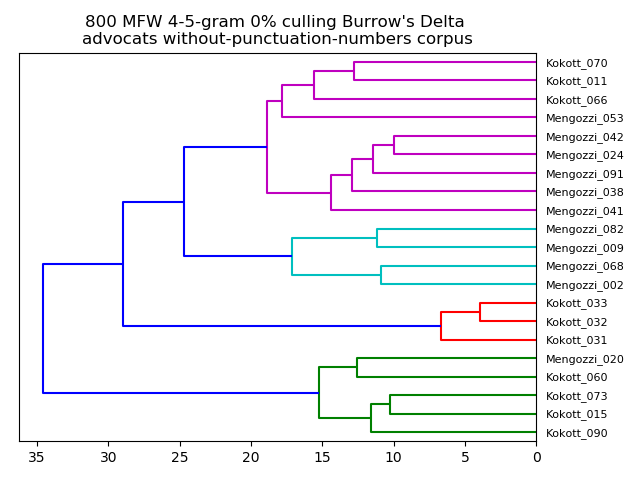 800 MFW 4-5-gram 0% culling Burrow's Delta
advocats without-punctuation-numbers corpus
Kokott_070
Kokott_011
Kokott_066
Mengozzi_053
Mengozzi_042
Mengozzi_024
Mengozzi_091
Mengozzi_038
Mengozzi_041
Mengozzi_082
Mengozzi_009
Mengozzi_068
Mengozzi_002
Kokott_033
Kokott_032
Kokott_031
Mengozzi_020
Kokott_060
Kokott_073
Kokott_015
Kokott_090
35 30 25 20 15 10 5 0